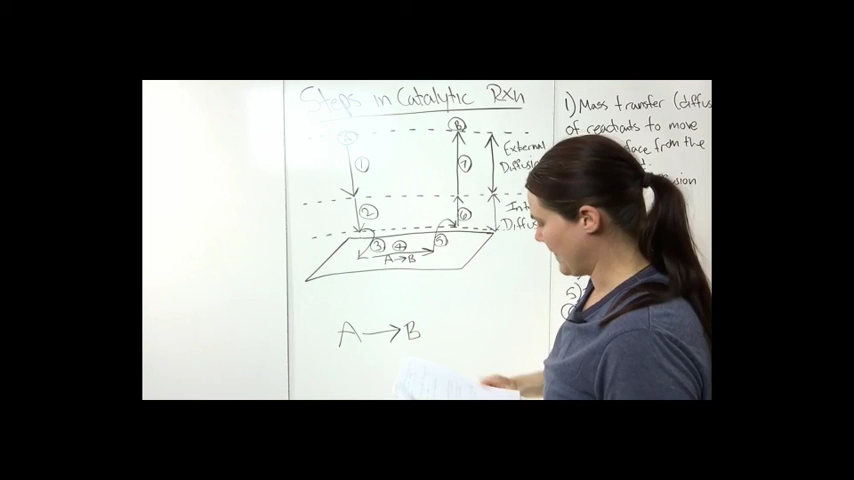 Steps in Catalytic Rxn
A
B
1
7
External
2
6
3
4
5
A→B
A→B
1) Mass transfer
of reactants to move
from the
5)